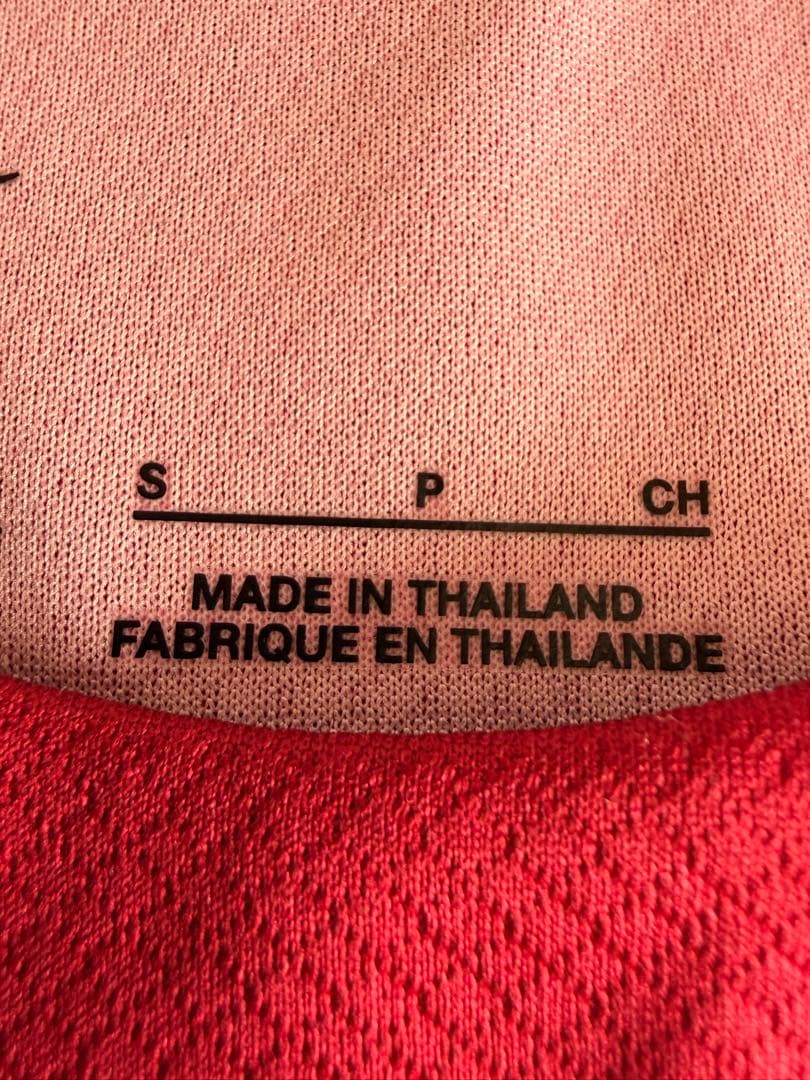 S P CH
MADE IN THAILAND
FABRIQUE EN THAILANDE